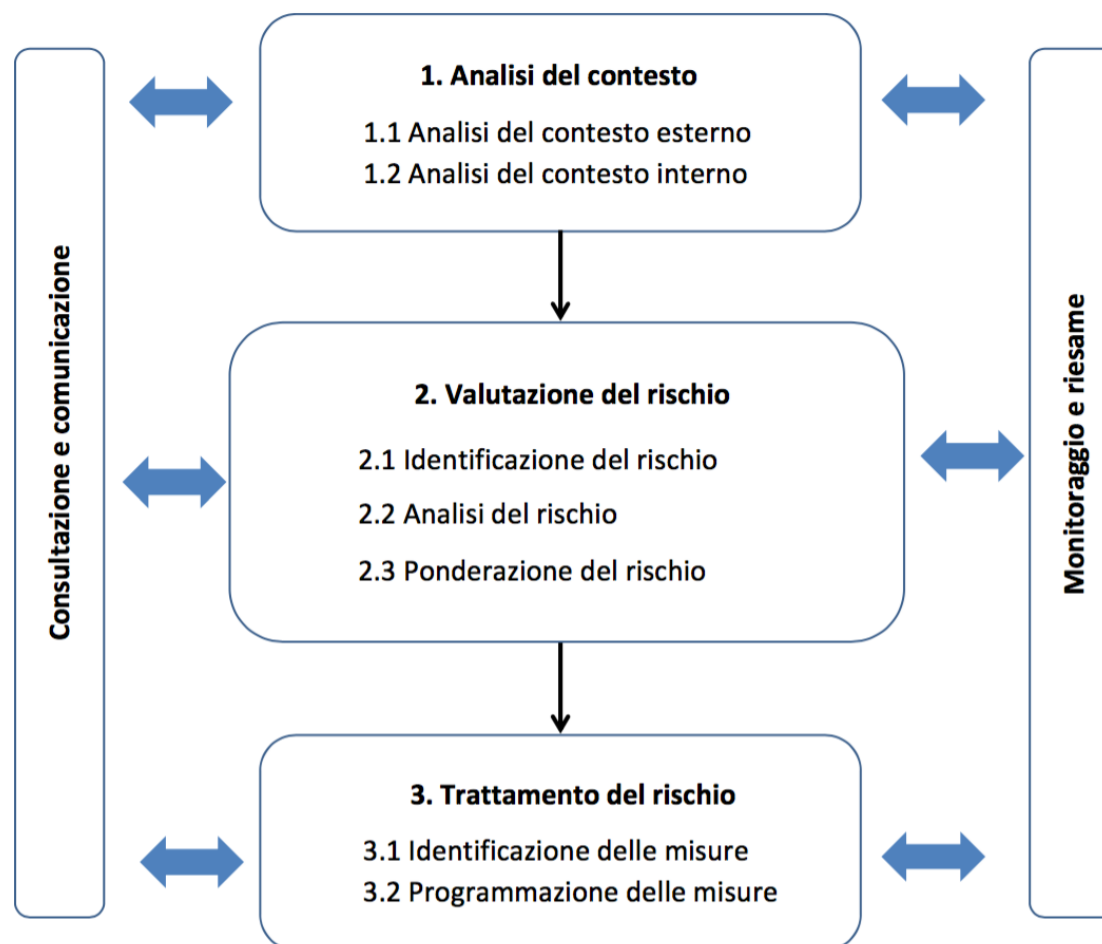 Consultazione e comunicazione
1. Analisi del contesto
1.1 Analisi del contesto esterno
1.2 Analisi del contesto interno
2. Valutazione del rischio
2.1 Identificazione del rischio
2.2 Analisi del rischio
2.3 Ponderazione del rischio
3. Trattamento del rischio
3.1 Identificazione delle misure
3.2 Programmazione delle misure
Monitoraggio e riesame